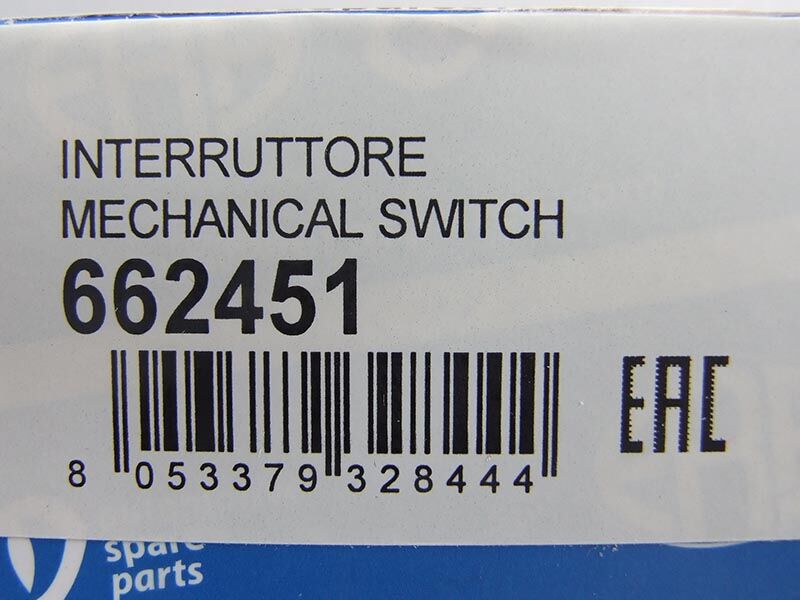 INTERRUTTORE
MECHANICAL SWITCH
662451
8 053379 328444
EAC
spare
parts